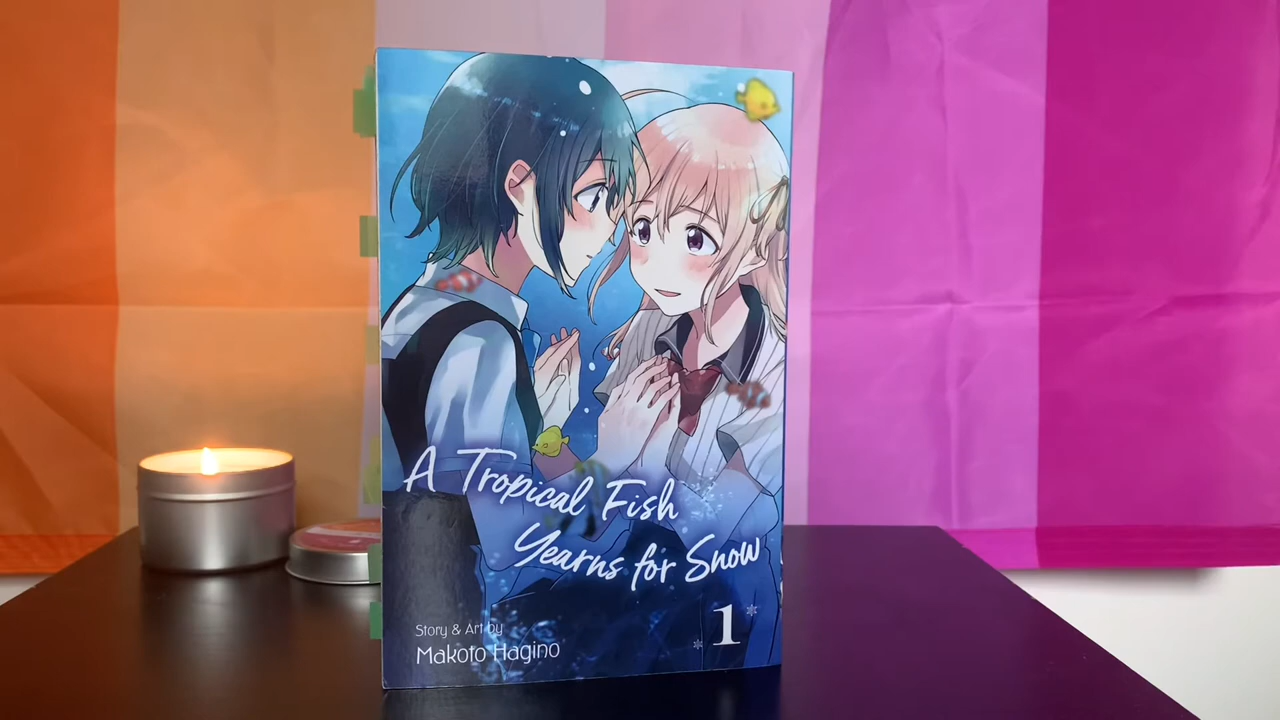 A Tropical Fish
Yearns for Snow
1
Story & Art by
Makoto Hagino